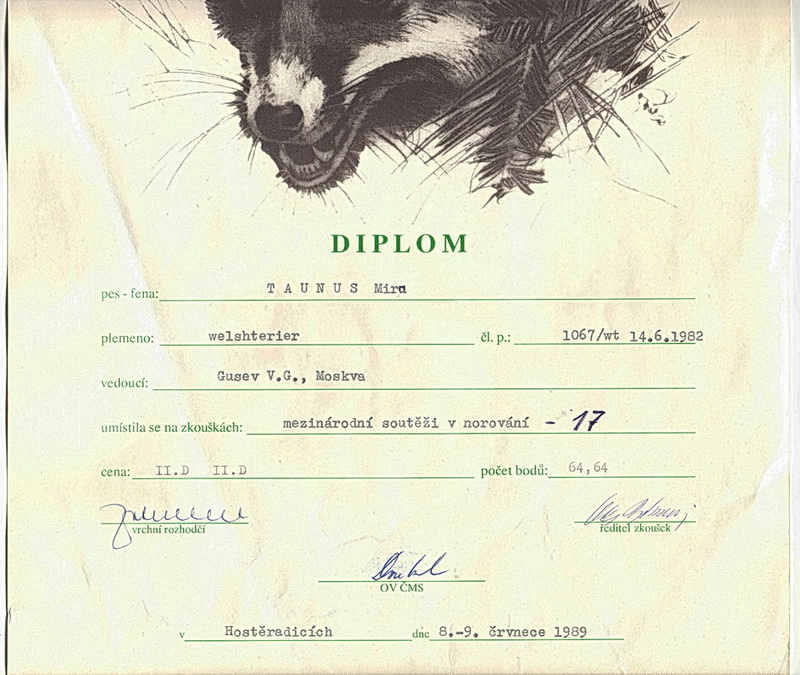 DIPLOM
pes - fena: T A U N U S Mira
plemeno: welshterier čl. p.: 1067/wt 14.6.1982
vedoucí: Gusev V.G., Moskva
umístila se na zkouškách: mezinárodní soutěži v norování - 17
cena: II.D II.D počet bodů: 64,64
vrchní rozhodčí ředitel zkoušek
OV ČMS
v Hostěradicích dne 8.-9. črvnece 1989